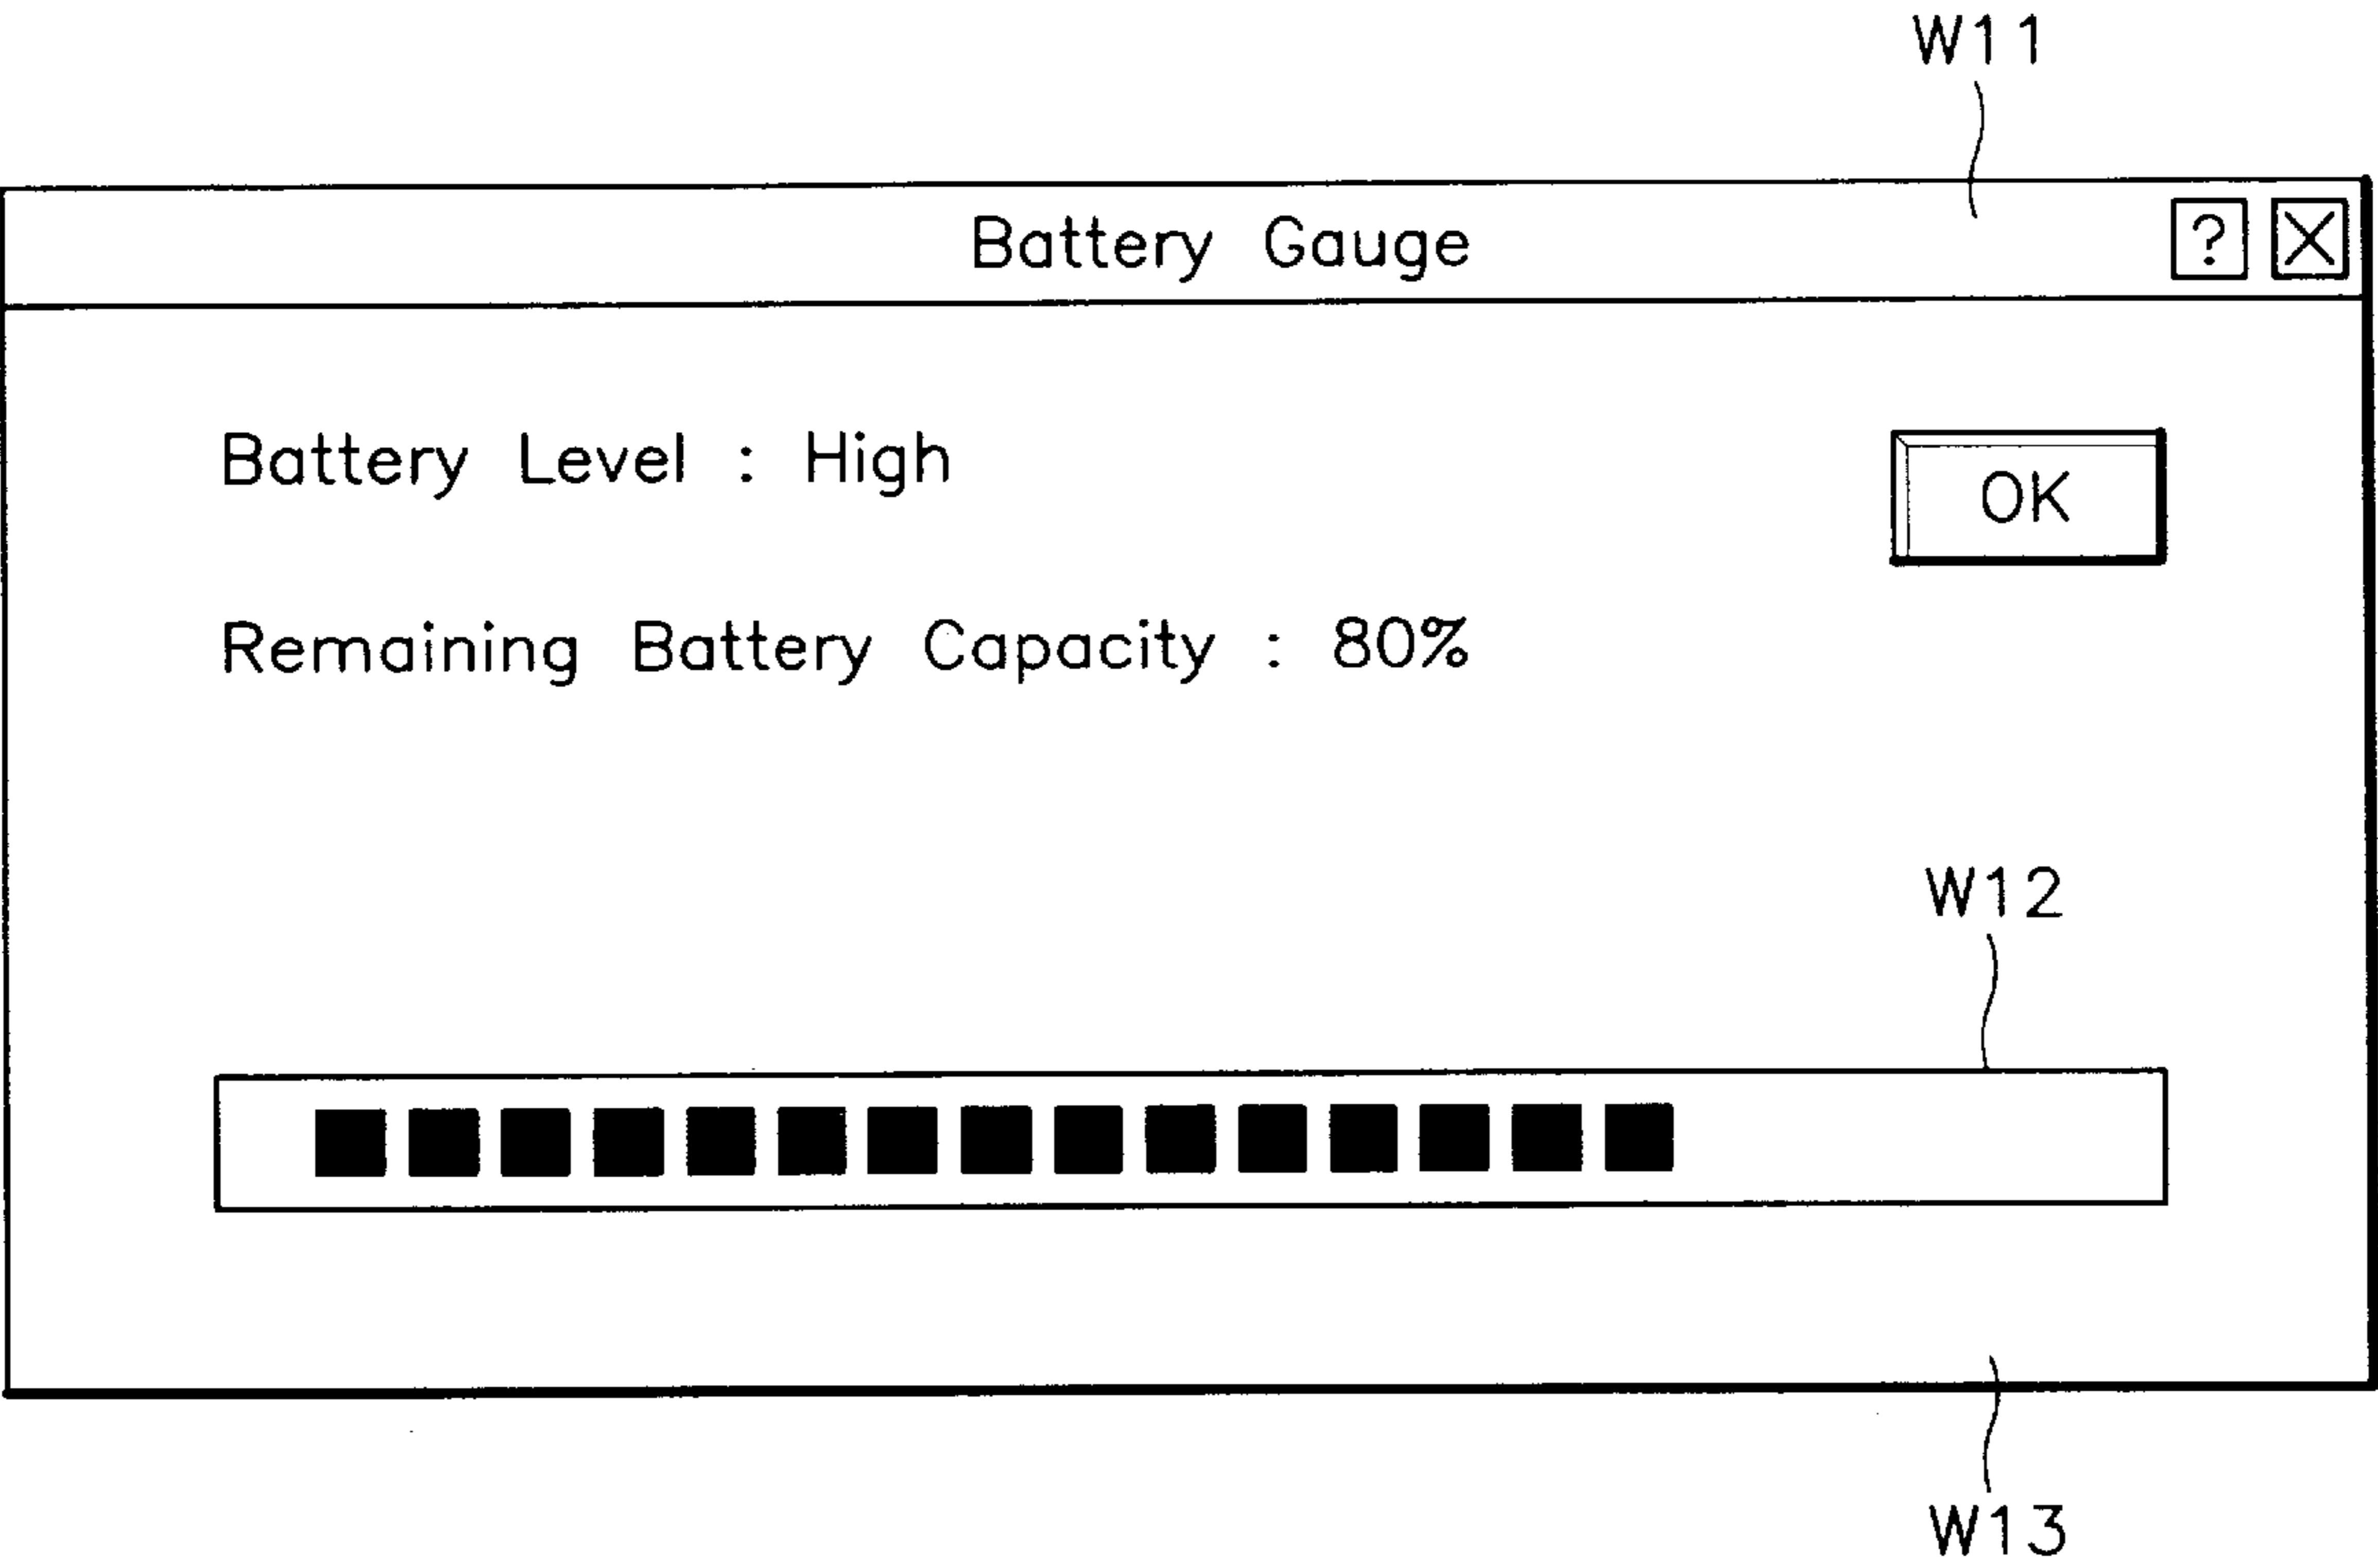 W11
Battery Gauge ? X
Battery Level : High
OK
Remaining Battery Capacity : 80%
W12
W13